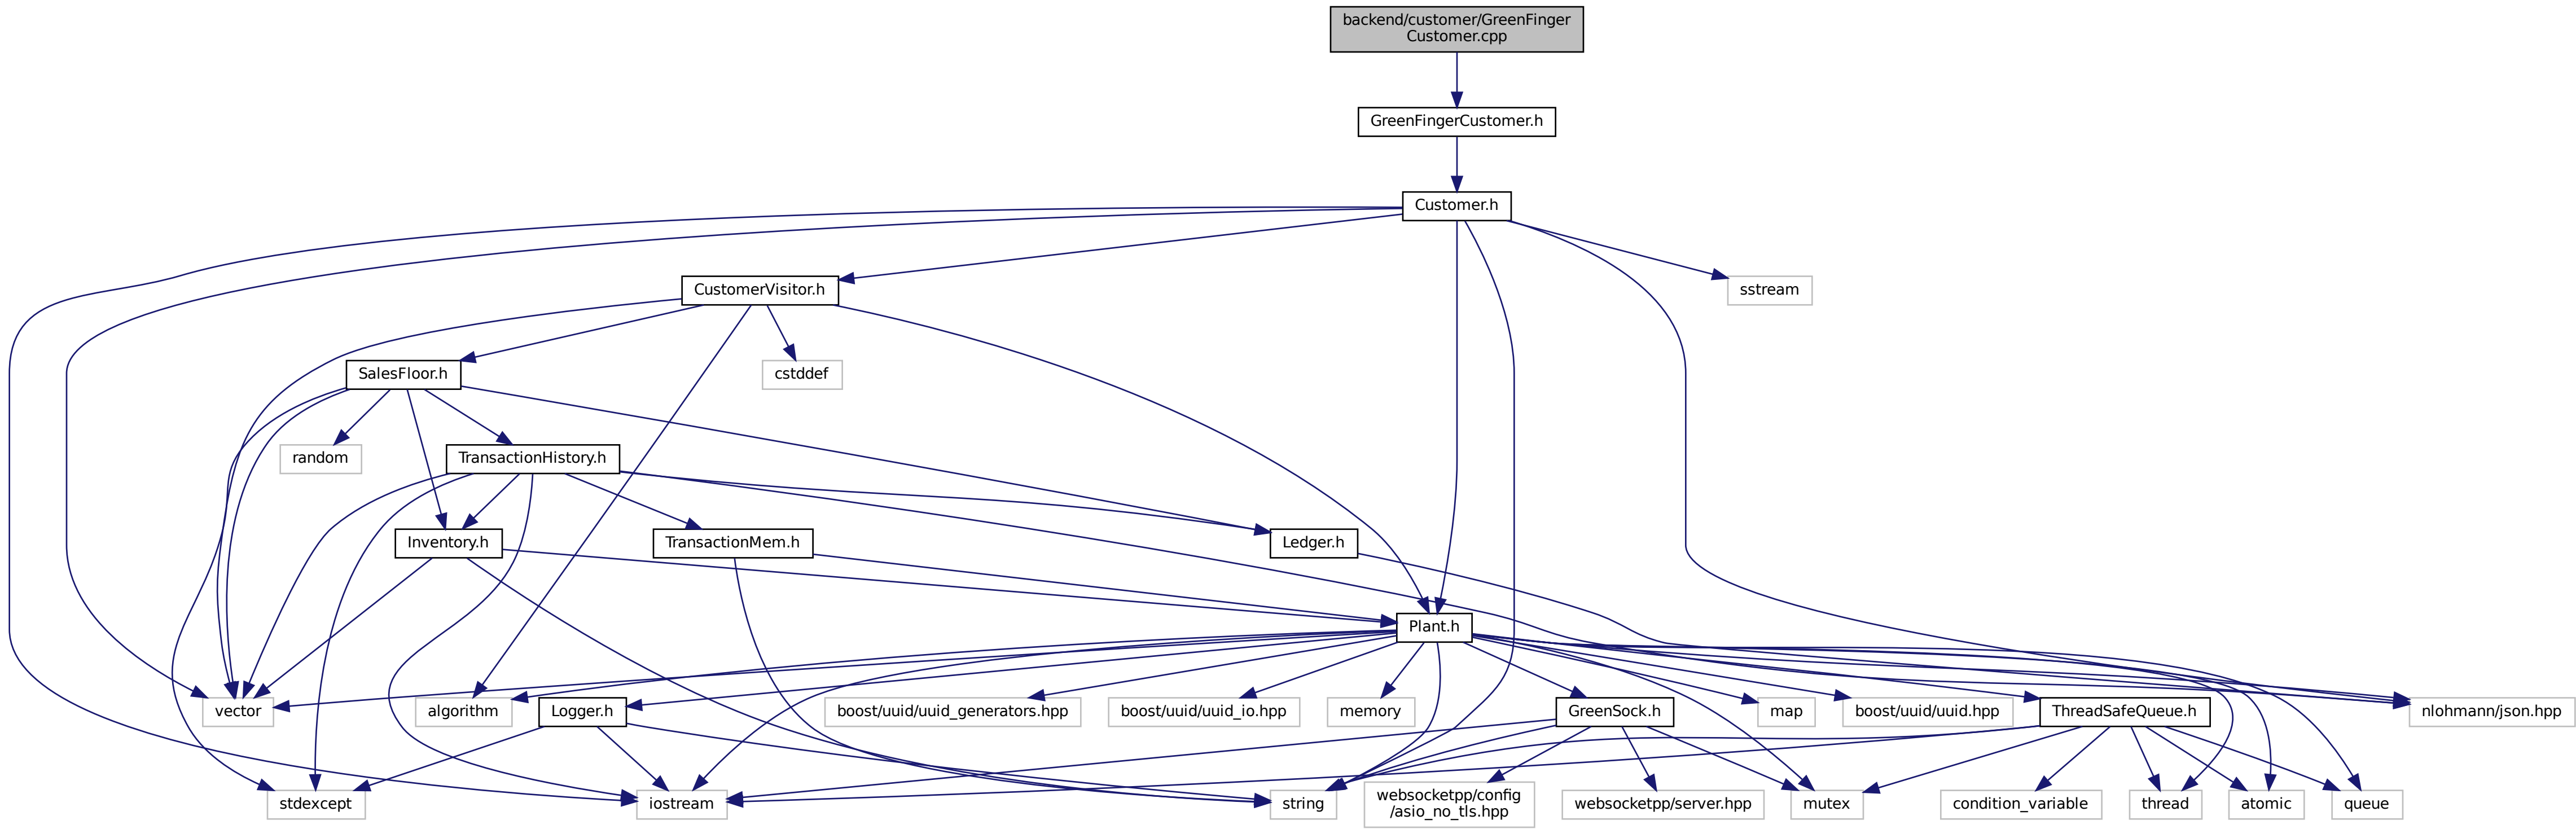 backend/customer/GreenFinger
Customer.cpp
GreenFingerCustomer.h
Customer.h
CustomerVisitor.h
sstream
SalesFloor.h
cstddef
random
TransactionHistory.h
Inventory.h
TransactionMem.h
Ledger.h
Plant.h
vector
algorithm
Logger.h
boost/uuid/uuid_generators.hpp
boost/uuid/uuid_io.hpp
memory
GreenSock.h
map
boost/uuid/uuid.hpp
ThreadSafeQueue.h
nlohmann/json.hpp
stdexcept
iostream
string
websocketpp/config
/asio_no_tls.hpp
websocketpp/server.hpp
mutex
condition_variable
thread
atomic
queue